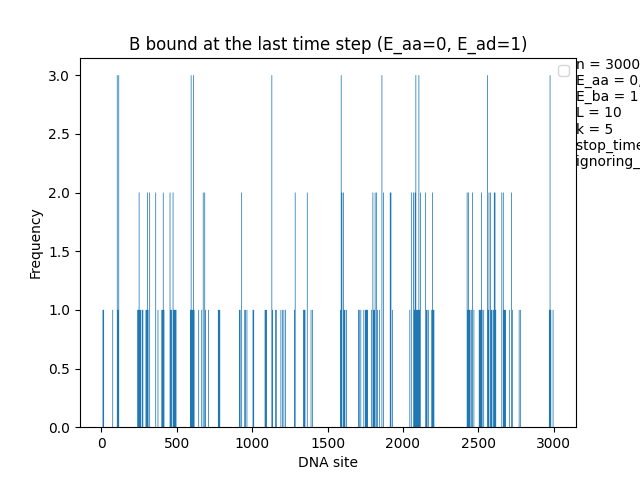 B bound at the last time step (E_aa=0, E_ad=1)
3.0
2.5
2.0
1.5
1.0
0.5
0.0
Frequency
0
500
1000
1500
2000
2500
3000
DNA site
n = 3000
E_aa = 0,
E_ba = 1
L = 10
k = 5
stop_time
ignoring_